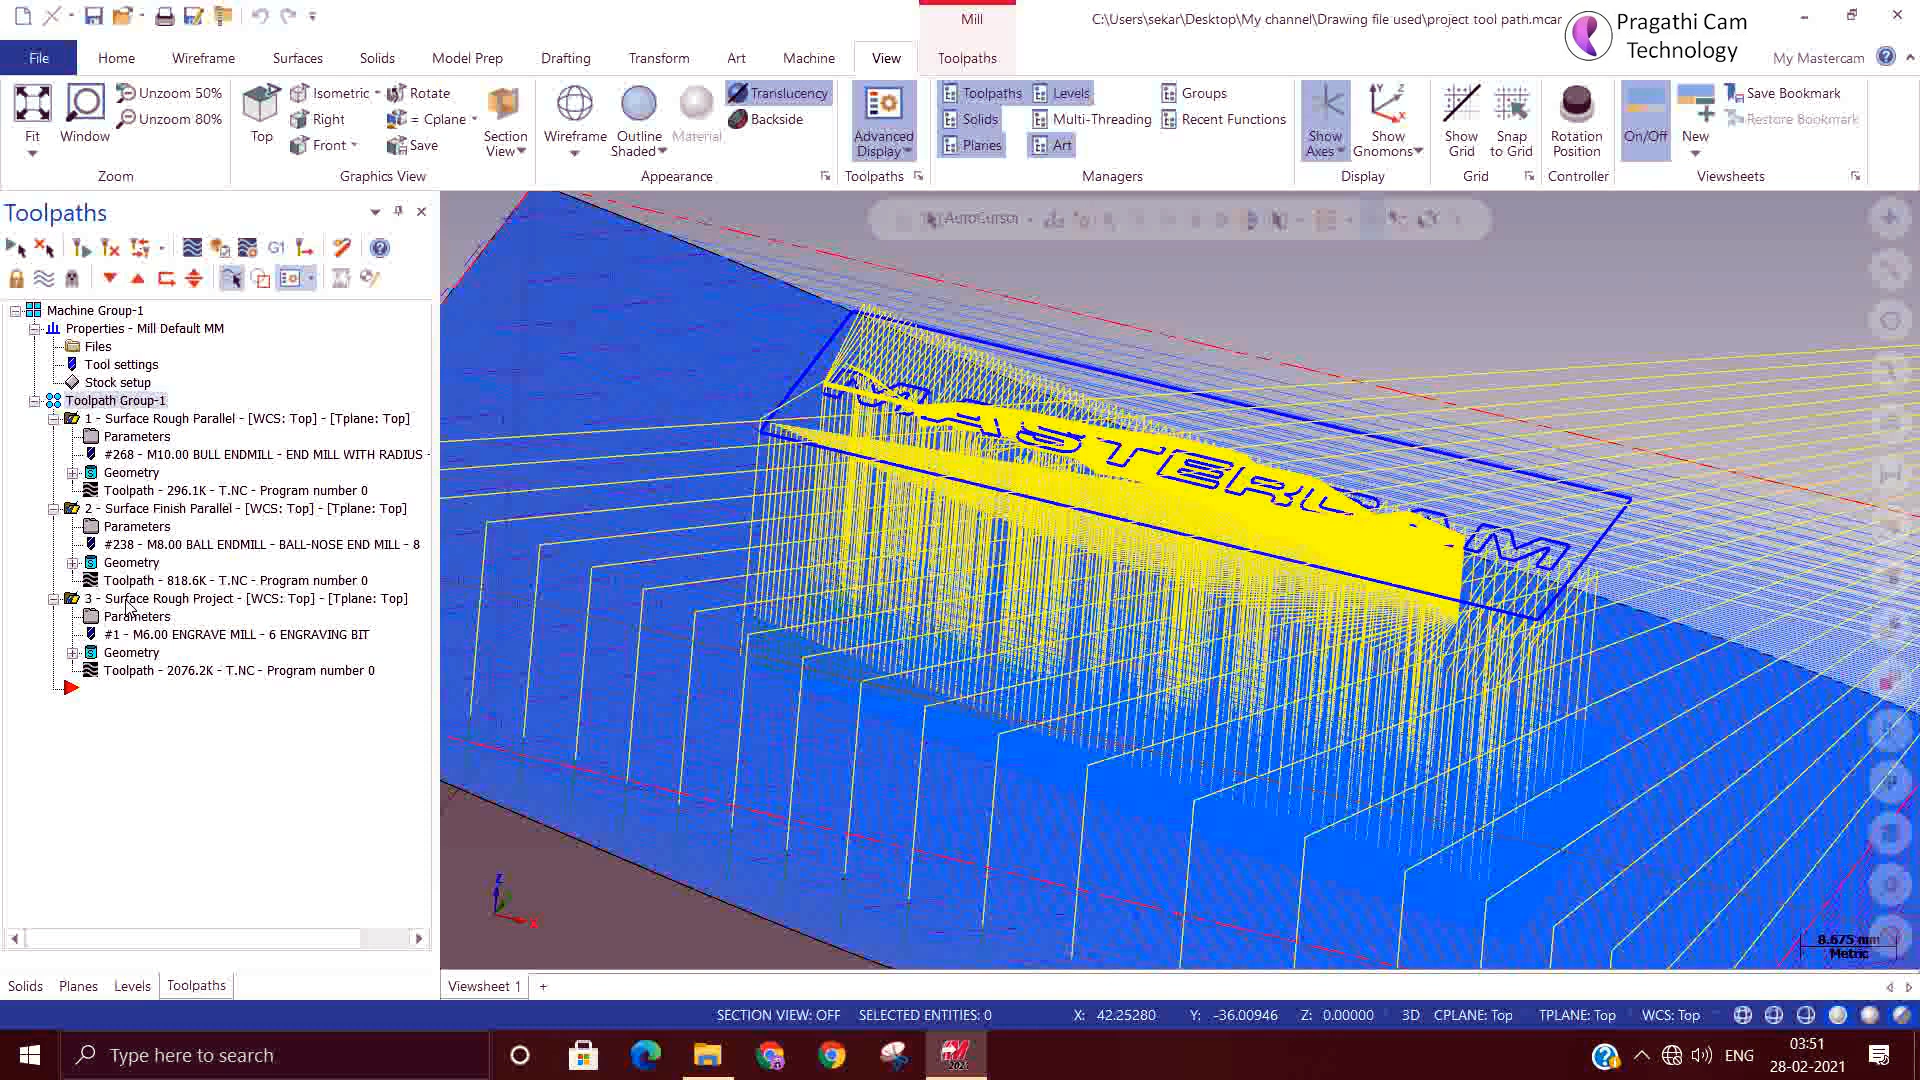 Mill
C:\Users\sekar\Desktop\My channel\Drawing file used\project tool path.mcar
Pragathi Cam
Technology
File
Home
Wireframe
Surfaces
Solids
Model Prep
Drafting
Transform
Art
Machine
View
Toolpaths
My Mastercam
Fit
Window
Unzoom 50%
Unzoom 80%
Zoom
Top
Isometric
Right
Front
Rotate
= Cplane
Save
Section
View
Graphics View
Wireframe
Outline
Shaded
Material
Translucency
Backside
Appearance
Advanced
Display
Toolpaths
Toolpaths
Levels
Groups
Solids
Multi-Threading
Recent Functions
Planes
Art
Managers
Show
Axes
Show
Gnomons
Display
Show
Grid
Snap
to Grid
Grid
Rotation
Position
Controller
On/Off
New
Save Bookmark
Restore Bookmark
Viewsheets
Toolpaths
G1
AutoCursor
Machine Group-1
Properties - Mill Default MM
Files
Tool settings
Stock setup
Toolpath Group-1
1 - Surface Rough Parallel - [WCS: Top] - [Tplane: Top]
Parameters
#268 - M10.00 BULL ENDMILL - END MILL WITH RADIUS -
Geometry
Toolpath - 296.1K - T.NC - Program number 0
2 - Surface Finish Parallel - [WCS: Top] - [Tplane: Top]
Parameters
#238 - M8.00 BALL ENDMILL - BALL-NOSE END MILL - 8
Geometry
Toolpath - 818.6K - T.NC - Program number 0
3 - Surface Rough Project - [WCS: Top] - [Tplane: Top]
Parameters
#1 - M6.00 ENGRAVE MILL - 6 ENGRAVING BIT
Geometry
Toolpath - 2076.2K - T.NC - Program number 0
MASTERCAM
Z
X
8.675 mm
Metric
Solids
Planes
Levels
Toolpaths
Viewsheet 1
+
SECTION VIEW: OFF
SELECTED ENTITIES: 0
X: 42.25280
Y: -36.00946
Z: 0.00000
3D
CPLANE: Top
TPLANE: Top
WCS: Top
Type here to search
ENG
03:51
28-02-2021